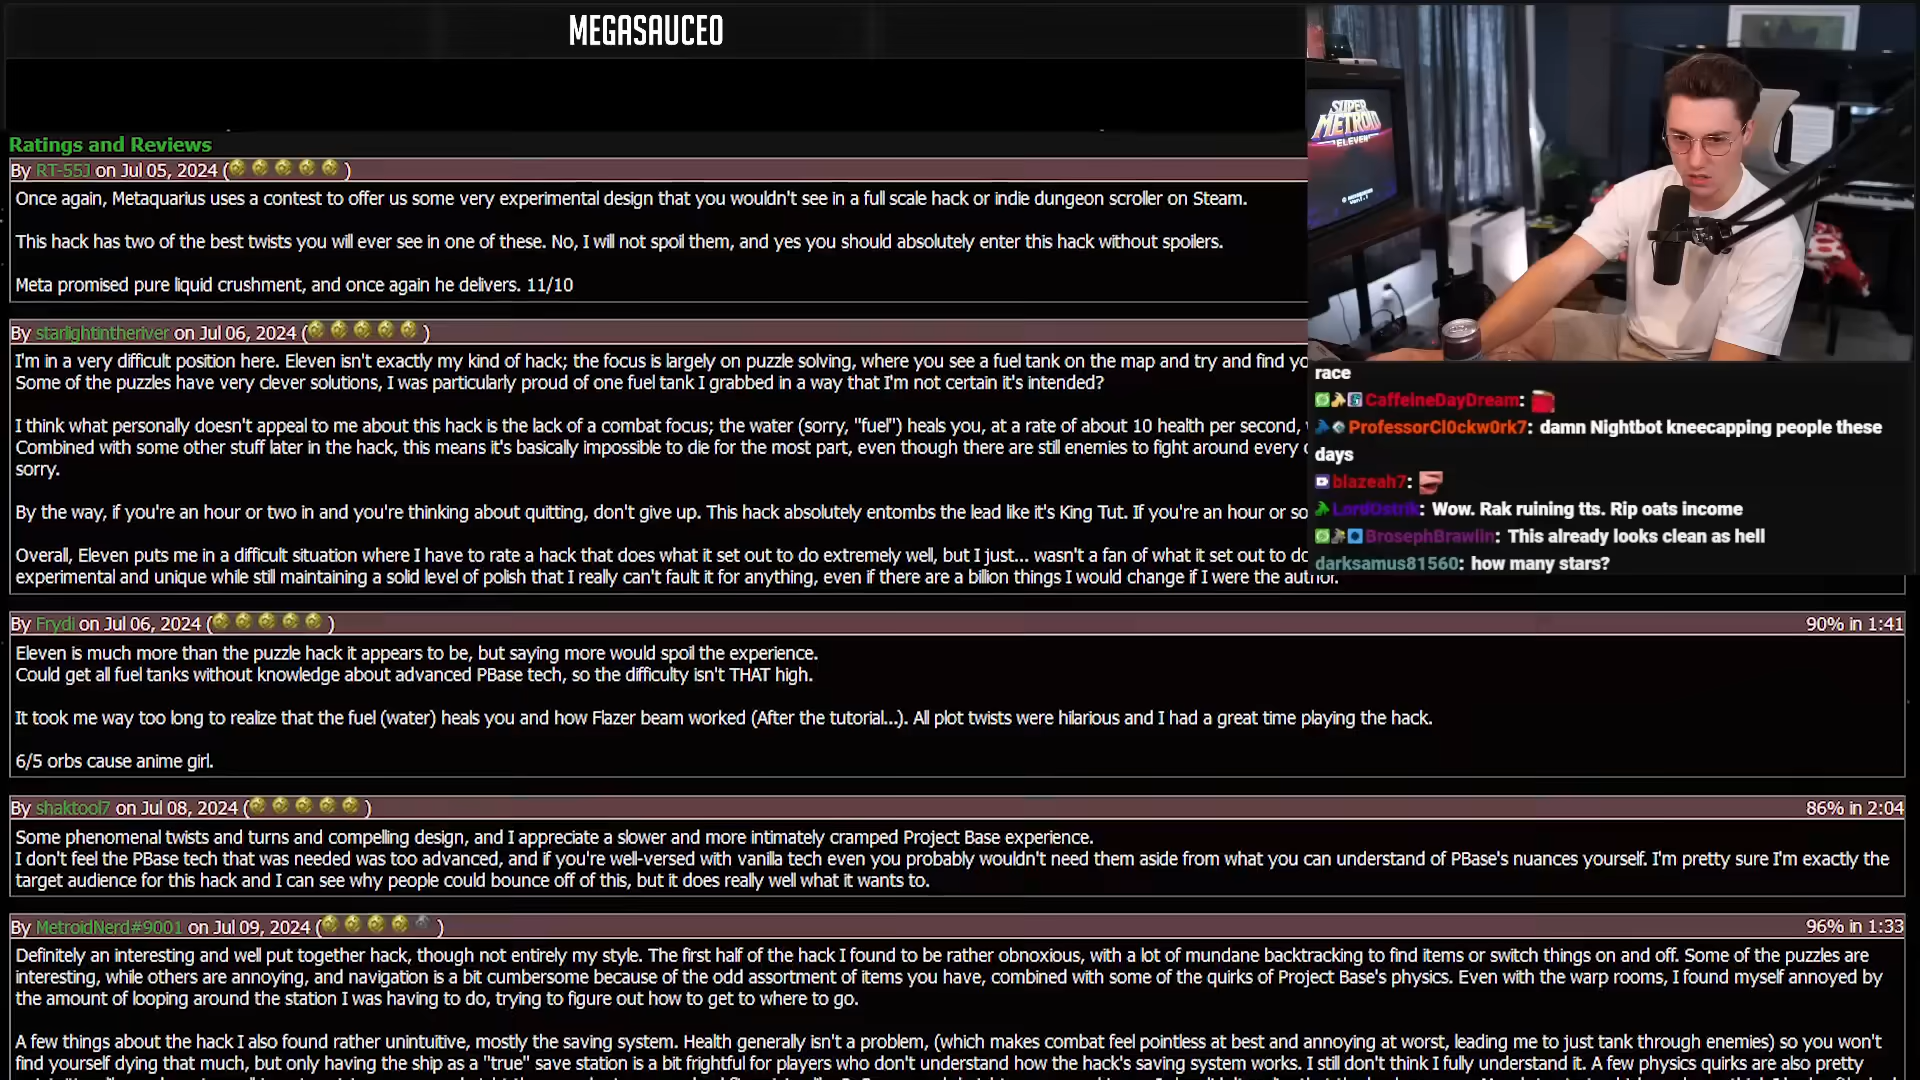 MEGASAUCEO
Ratings and Reviews
By RT-55J on Jul 05, 2024 ( )
Once again, Metaquarius uses a contest to offer us some very experimental design that you wouldn't see in a full scale hack or indie dungeon scroller on Steam.
This hack has two of the best twists you will ever see in one of these. No, I will not spoil them, and yes you should absolutely enter this hack without spoilers.
Meta promised pure liquid crushment, and once again he delivers. 11/10
By starlightintheriver on Jul 06, 2024 ( )
I'm in a very difficult position here. Eleven isn't exactly my kind of hack; the focus is largely on puzzle solving, where you see a fuel tank on the map and try and find yo
Some of the puzzles have very clever solutions, I was particularly proud of one fuel tank I grabbed in a way that I'm not certain it's intended?
I think what personally doesn't appeal to me about this hack is the lack of a combat focus; the water (sorry, "fuel") heals you, at a rate of about 10 health per second,
Combined with some other stuff later in the hack, this means it's basically impossible to die for the most part, even though there are still enemies to fight around every
sorry.
By the way, if you're an hour or two in and you're thinking about quitting, don't give up. This hack absolutely entombs the lead like it's King Tut. If you're an hour or so
Overall, Eleven puts me in a difficult situation where I have to rate a hack that does what it set out to do extremely well, but I just... wasn't a fan of what it set out to do
experimental and unique while still maintaining a solid level of polish that I really can't fault it for anything, even if there are a billion things I would change if I were the author.
By Frydi on Jul 06, 2024 ( ) 90% in 1:41
Eleven is much more than the puzzle hack it appears to be, but saying more would spoil the experience.
Could get all fuel tanks without knowledge about advanced PBase tech, so the difficulty isn't THAT high.
It took me way too long to realize that the fuel (water) heals you and how Flazer beam worked (After the tutorial...). All plot twists were hilarious and I had a great time playing the hack.
6/5 orbs cause anime girl.
By shaktool7 on Jul 08, 2024 ( ) 86% in 2:04
Some phenomenal twists and turns and compelling design, and I appreciate a slower and more intimately cramped Project Base experience.
I don't feel the PBase tech that was needed was too advanced, and if you're well-versed with vanilla tech even you probably wouldn't need them aside from what you can understand of PBase's nuances yourself. I'm pretty sure I'm exactly the
target audience for this hack and I can see why people could bounce off of this, but it does really well what it wants to.
By MetroidNerd#9001 on Jul 09, 2024 ( ) 96% in 1:33
Definitely an interesting and well put together hack, though not entirely my style. The first half of the hack I found to be rather obnoxious, with a lot of mundane backtracking to find items or switch things on and off. Some of the puzzles are
interesting, while others are annoying, and navigation is a bit cumbersome because of the odd assortment of items you have, combined with some of the quirks of Project Base's physics. Even with the warp rooms, I found myself annoyed by
the amount of looping around the station I was having to do, trying to figure out how to get to where to go.
A few things about the hack I also found rather unintuitive, mostly the saving system. Health generally isn't a problem, (which makes combat feel pointless at best and annoying at worst, leading me to just tank through enemies) so you won't
find yourself dying that much, but only having the ship as a "true" save station is a bit frightful for players who don't understand how the hack's saving system works. I still don't think I fully understand it. A few physics quirks are also pretty
SUPER
METROID
ELEVEN
race
CaffeineDayDream:
ProfessorCl0ckw0rk7: damn Nightbot kneecapping people these
days
blazeah7:
LordOstrik: Wow. Rak ruining tts. Rip oats income
BrosephBrawlin: This already looks clean as hell
darksamus81560: how many stars?